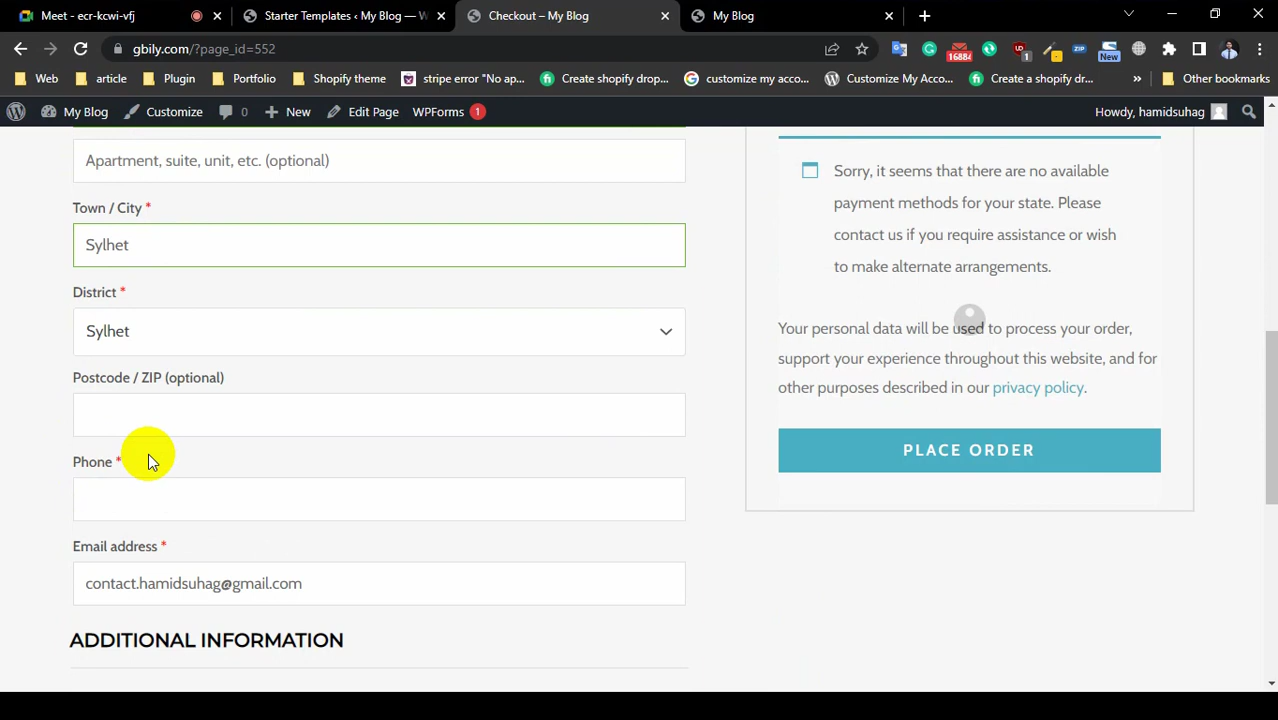 Meet - ecr-kcwi-vfj
Starter Templates ‹ My Blog — W
Checkout – My Blog
My Blog
gbily.com/?page_id=552
16884
1
ZIP
New
Web
article
Plugin
Portfolio
Shopify theme
stripe error "No ap...
Create shopify drop...
customize my acco...
Customize My Acco...
Create a shopify dr...
»
Other bookmarks
My Blog
Customize
0
New
Edit Page
WPForms 1
Howdy, hamidsuhag
Apartment, suite, unit, etc. (optional)
Town / City *
Sylhet
District *
Sylhet
Postcode / ZIP (optional)
Phone *
Email address *
contact.hamidsuhag@gmail.com
ADDITIONAL INFORMATION
Sorry, it seems that there are no available
payment methods for your state. Please
contact us if you require assistance or wish
to make alternate arrangements.
Your personal data will be used to process your order,
support your experience throughout this website, and for
other purposes described in our privacy policy.
PLACE ORDER